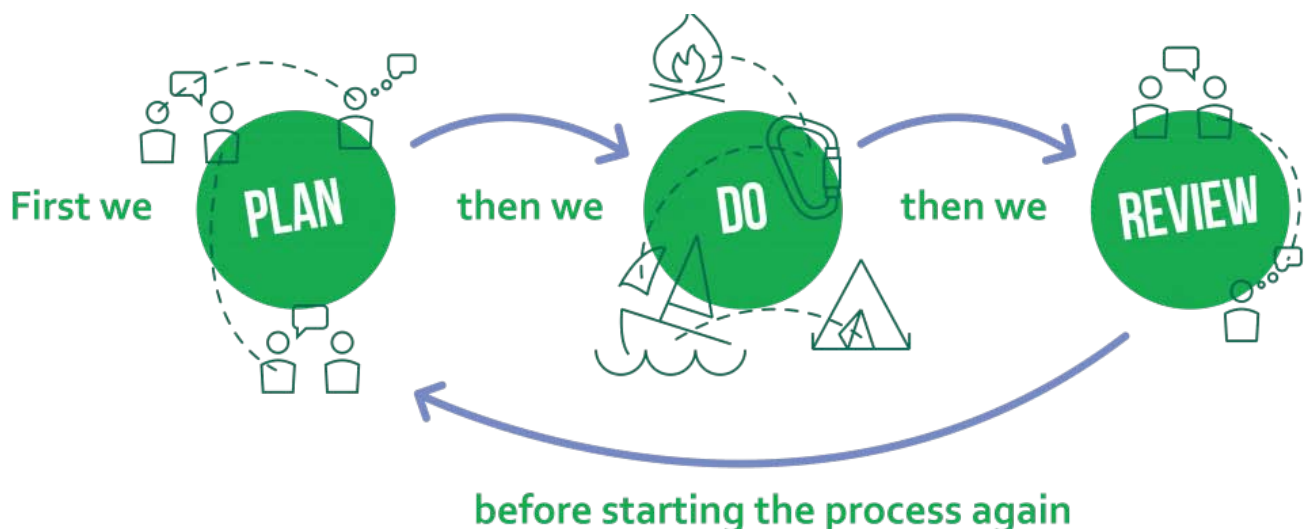 First we PLAN then we DO then we REVIEW
before starting the process again